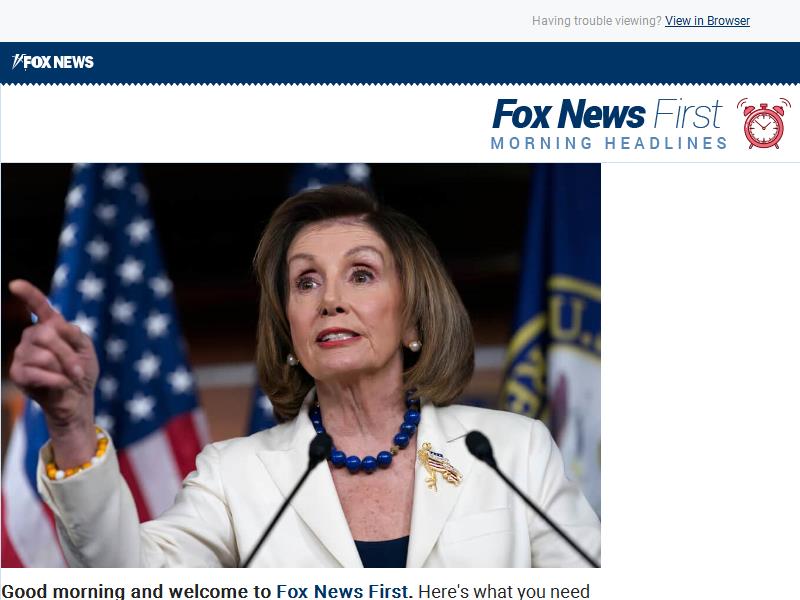 Having trouble viewing? View in Browser
FOX NEWS
Fox News First
MORNING HEADLINES
U.S.
Good morning and welcome to Fox News First. Here's what you need